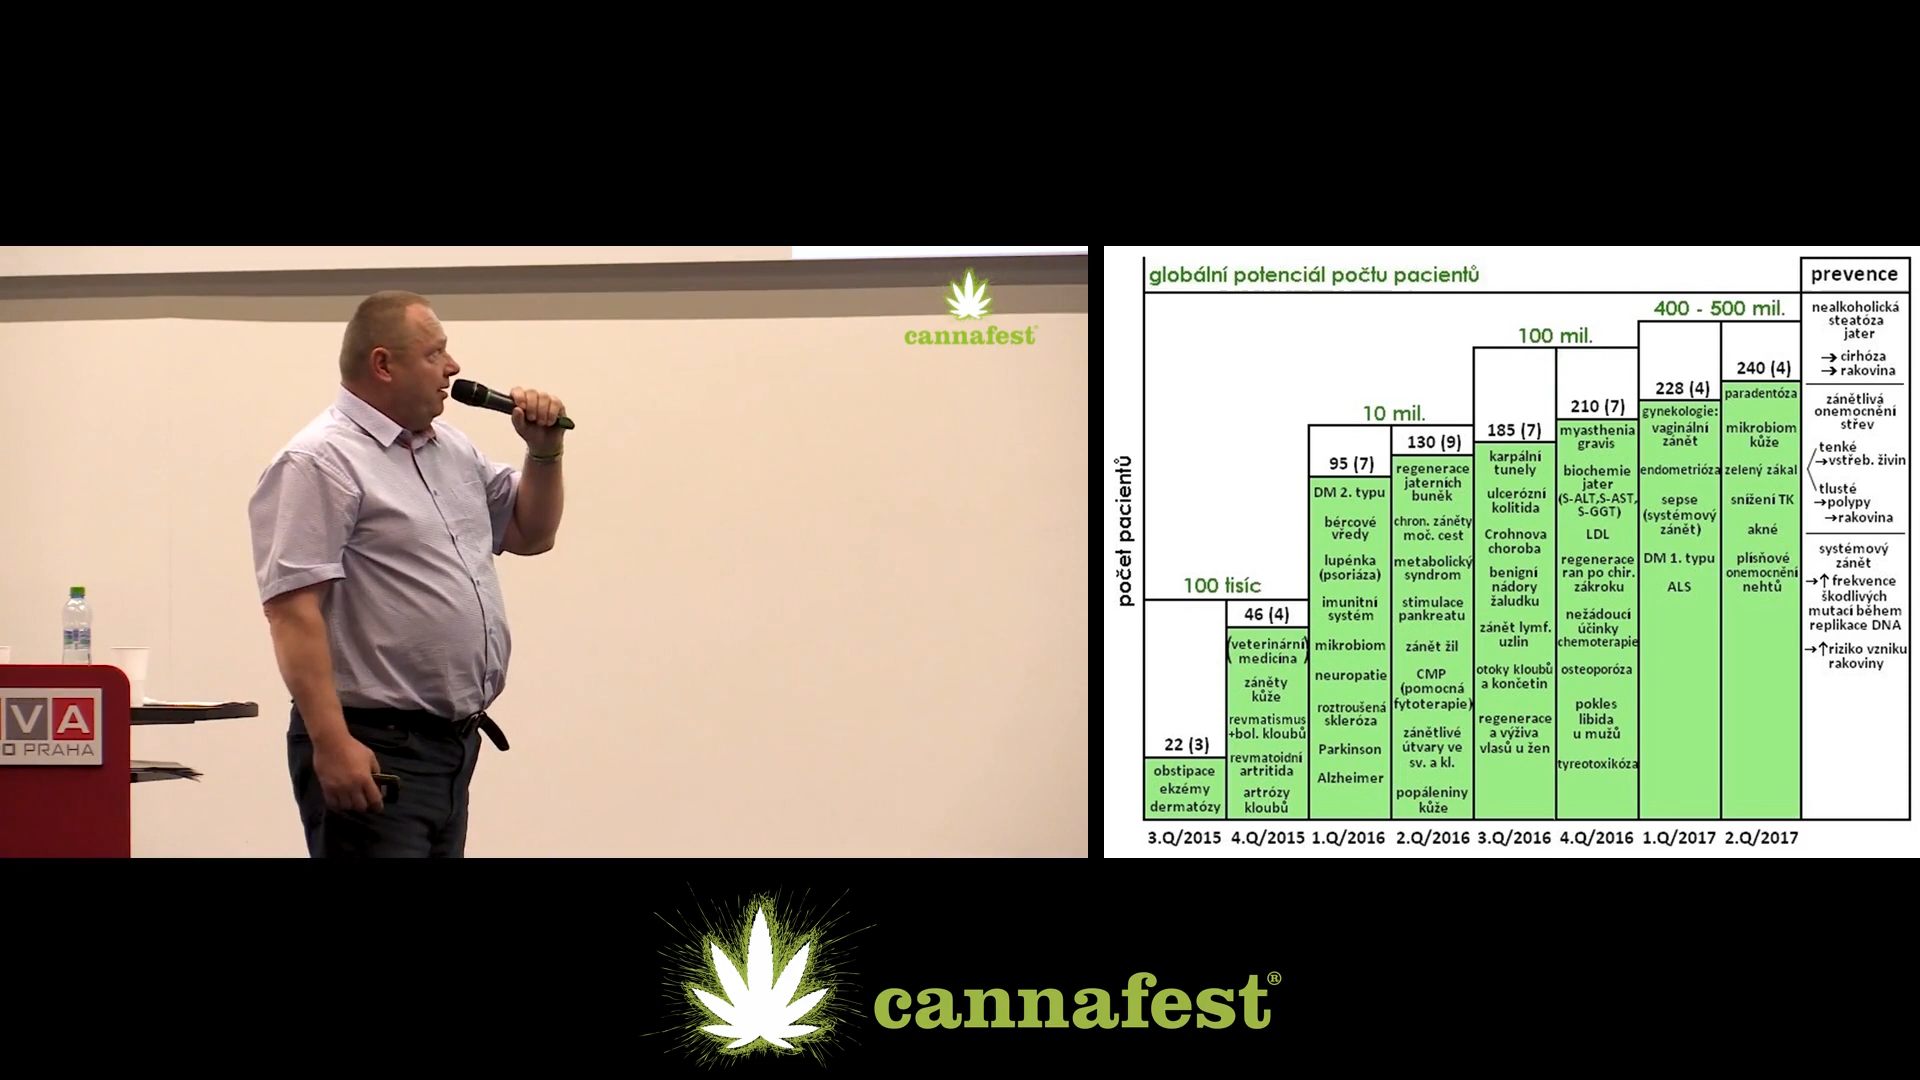 cannafest
VA
PRAHA
globální potenciál počtu pacientů
prevence
počet pacientů
100 tisíc
10 mil.
100 mil.
400 - 500 mil.
22 (3)
obstipace
ekzémy
dermatózy
3.Q/2015
46 (4)
(veterinární
medicína)
záněty
kůže
revmatismus
+bol. kloubů
revmatoidní
artritida
artrózy
kloubů
4.Q/2015
95 (7)
DM 2. typu
bércové
vředy
lupénka
(psoriáza)
imunitní
systém
mikrobiom
neuropatie
roztroušená
skleróza
Parkinson
Alzheimer
1.Q/2016
130 (9)
regenerace
jaterních
buněk
chron. záněty
moč. cest
metabolický
syndrom
stimulace
pankreatu
zánět žil
CMP
(pomocná
fytoterapie)
zánětlivé
útvary ve
sv. a kl.
popáleniny
kůže
2.Q/2016
185 (7)
karpální
tunely
ulcerózní
kolitida
Crohnova
choroba
benigní
nádory
žaludku
zánět lymf.
uzlin
otoky kloubů
a končetin
regenerace
a výživa
vlasů u žen
3.Q/2016
210 (7)
myasthenia
gravis
biochemie
jater
(S-ALT,S-AST,
S-GGT)
LDL
regenerace
ran po chir.
zákroku
nežádoucí
účinky
chemoterapie
osteoporóza
pokles
libida
u mužů
tyreotoxikóza
4.Q/2016
228 (4)
gynekologie:
vaginální
zánět
endometrióza
sepse
(systémový
zánět)
DM 1. typu
ALS
1.Q/2017
240 (4)
paradentóza
mikrobiom
kůže
zelený zákal
snížení TK
akné
plísňové
onemocnění
nehtů
2.Q/2017
nealkoholická
steatóza
jater
→ cirhóza
→ rakovina
zánětlivá
onemocnění
střev
tenké
→vstřeb. živin
tlusté
→polypy
→rakovina
systémový
zánět
→↑frekvence
škodlivých
mutací během
replikace DNA
→↑riziko vzniku
rakoviny
cannafest®